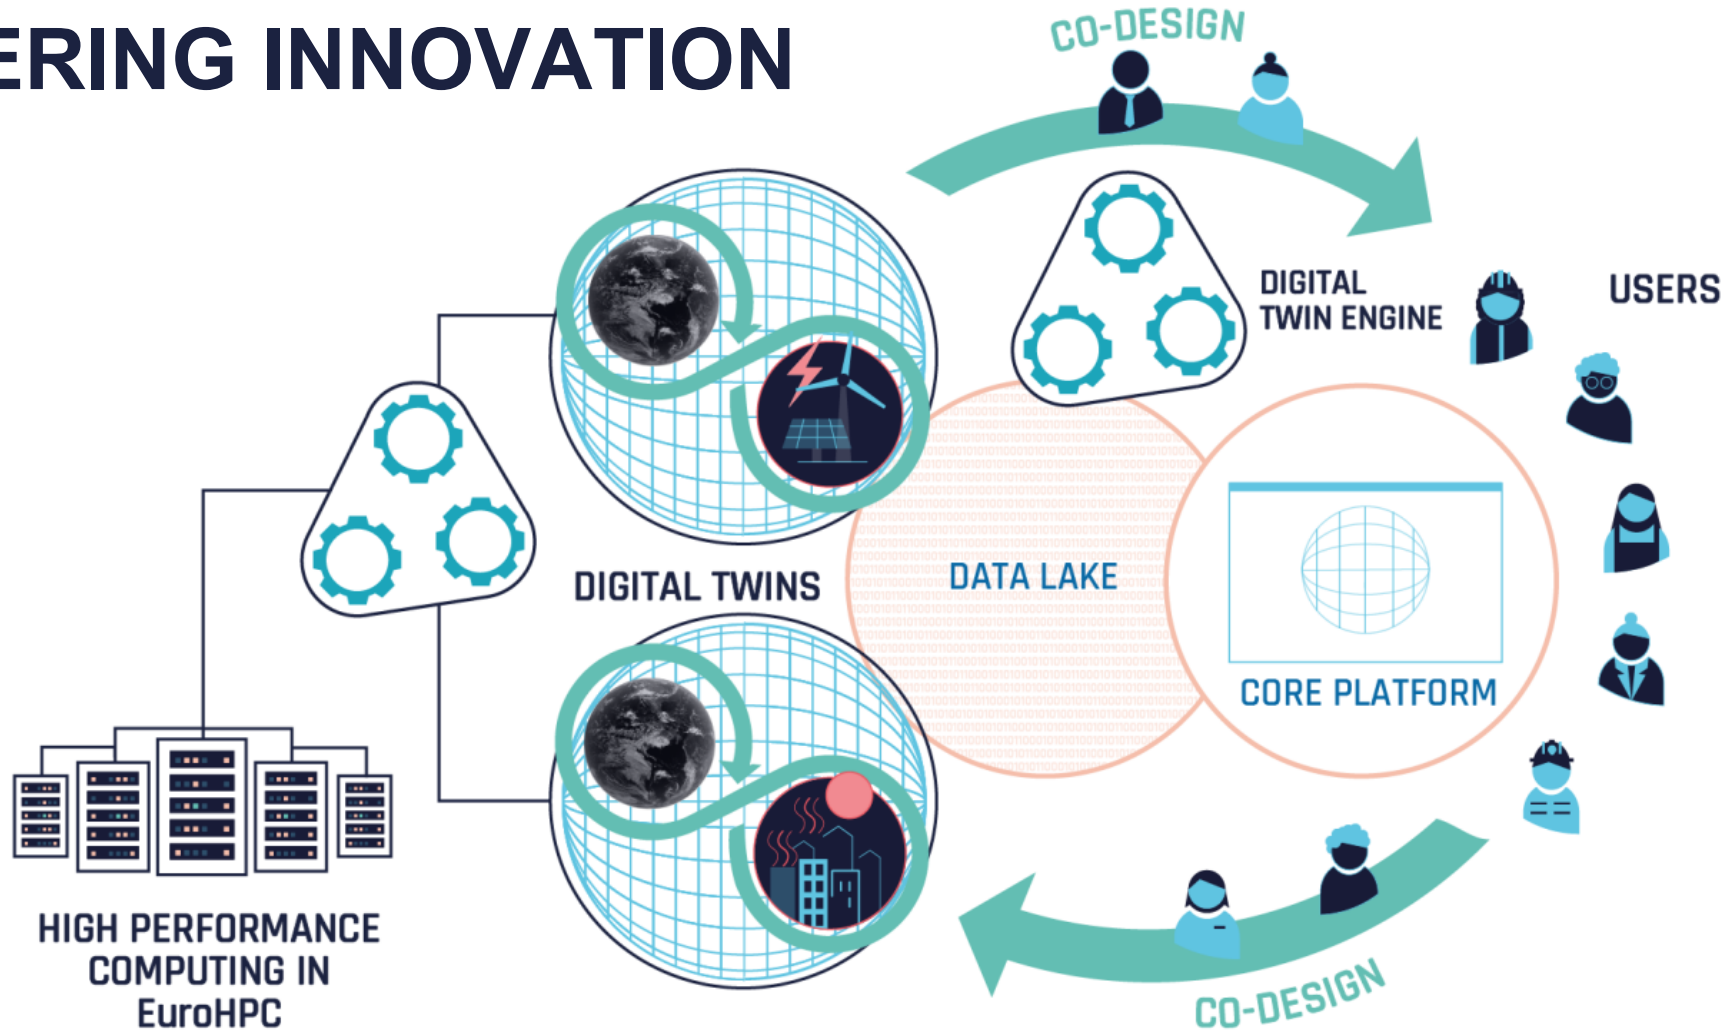 ERING INNOVATION
CO-DESIGN
DIGITAL
TWIN ENGINE
USERS
DIGITAL TWINS
DATA LAKE
CORE PLATFORM
HIGH PERFORMANCE
COMPUTING IN
EuroHPC
CO-DESIGN